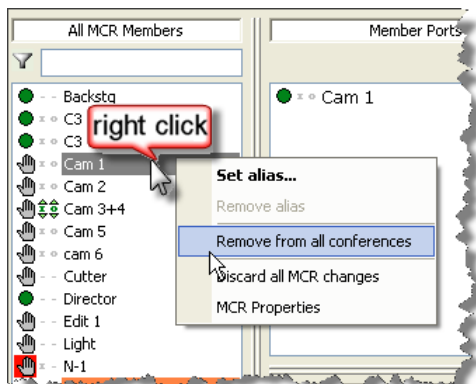 All MCR Members
Member Ports
- - Backstg
Cam 1
C3
right click
C3
Cam 1
Set alias...
Cam 2
Remove alias
Cam 3+4
Cam 5
Remove from all conferences
cam 6
- - Cutter
Discard all MCR changes
- - Director
MCR Properties
- - Edit 1
- - Light
N-1